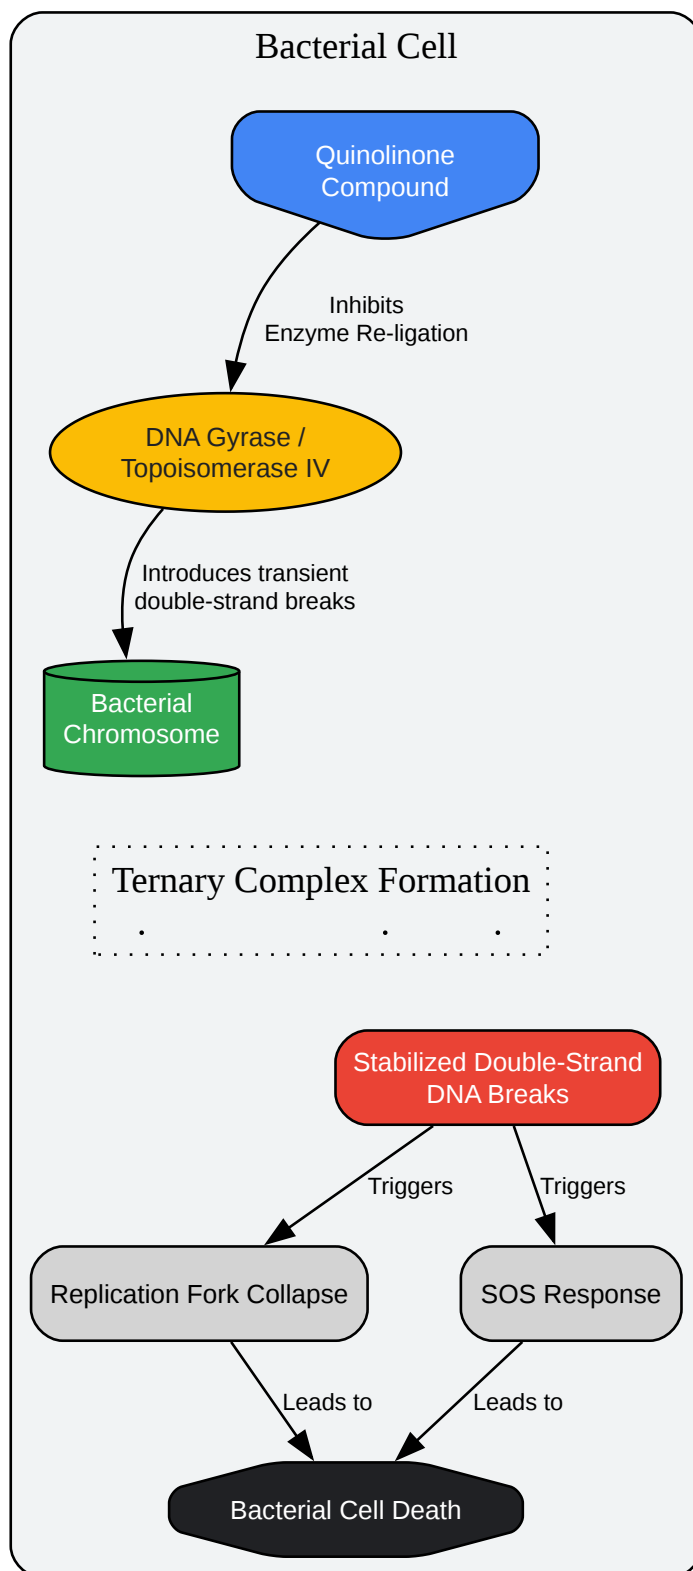 Bacterial Cell
Quinolinone
Compound
Inhibits
Enzyme Re-ligation
DNA Gyrase /
Topoisomerase IV
Introduces transient
double-strand breaks
Bacterial
Chromosome
Ternary Complex Formation
Stabilized Double-Strand
DNA Breaks
Triggers
Triggers
Replication Fork Collapse
SOS Response
Leads to
Leads to
Bacterial Cell Death